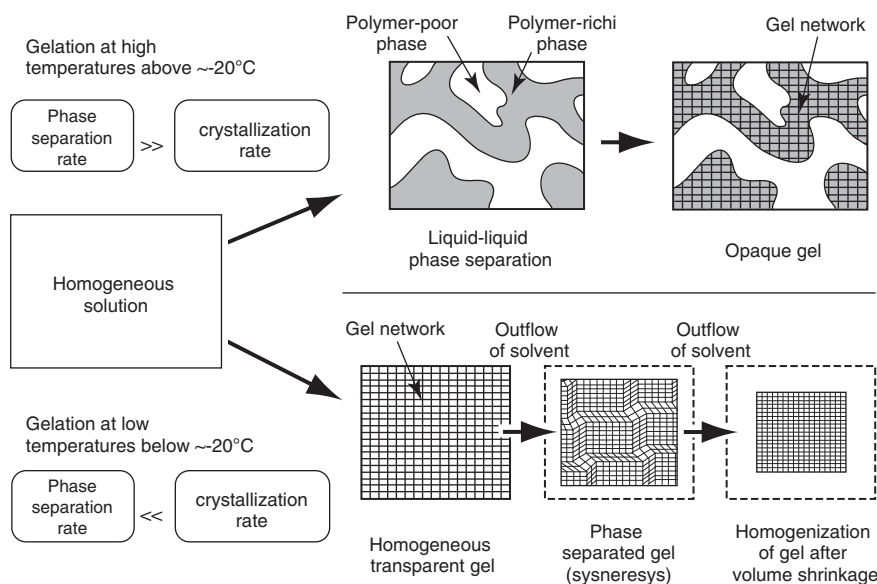 Gelation at high
temperatures above ~-20°C
Phase
separation
rate
>>
crystallization
rate
Polymer-poor
phase
Polymer-richi
phase
Gel network
Liquid-liquid
phase separation
Opaque gel
Homogeneous
solution
Gelation at low
temperatures below ~-20°C
Phase
separation
rate
<<
crystallization
rate
Gel network
Outflow
of solvent
Outflow
of solvent
Homogeneous
transparent gel
Phase
separated gel
(sysneresys)
Homogenization
of gel after
volume shrinkage